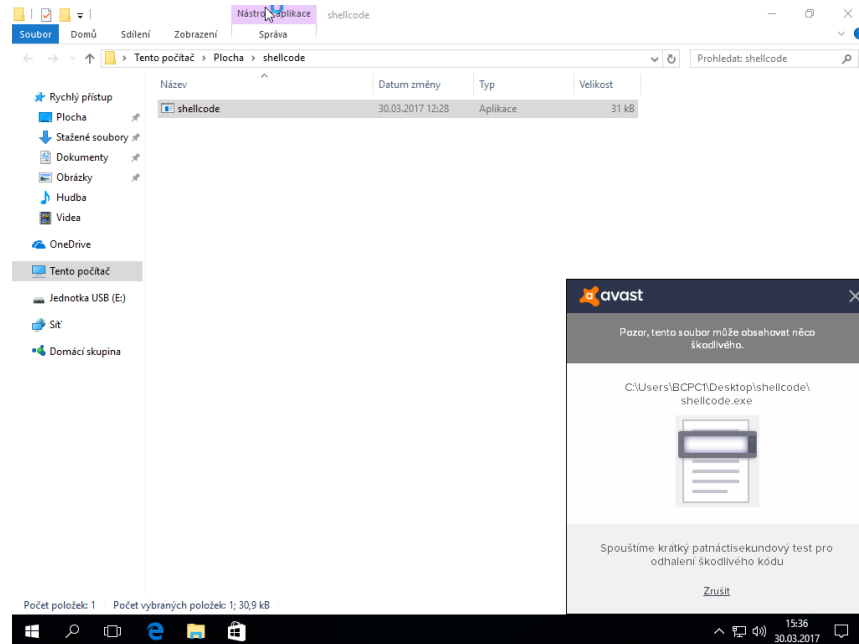 Nástroje aplikace
shellcode
Soubor
Domů
Sdílení
Zobrazení
Správa
Tento počítač
Plocha
shellcode
Prohledat: shellcode
Název
Datum změny
Typ
Velikost
shellcode
30.03.2017 12:28
Aplikace
31 kB
Rychlý přístup
Plocha
Stažené soubory
Dokumenty
Obrázky
Hudba
Videa
OneDrive
Tento počítač
Jednotka USB (E:)
Síť
Domácí skupina
avast
Pozor, tento soubor může obsahovat něco
škodlivého.
C:\Users\BCPC1\Desktop\shellcode\
shellcode.exe
Spouštíme krátký patnáctisekundový test pro
odhalení škodlivého kódu
Zrušit
Počet položek: 1
Počet vybraných položek: 1; 30,9 kB
15:36
30.03.2017